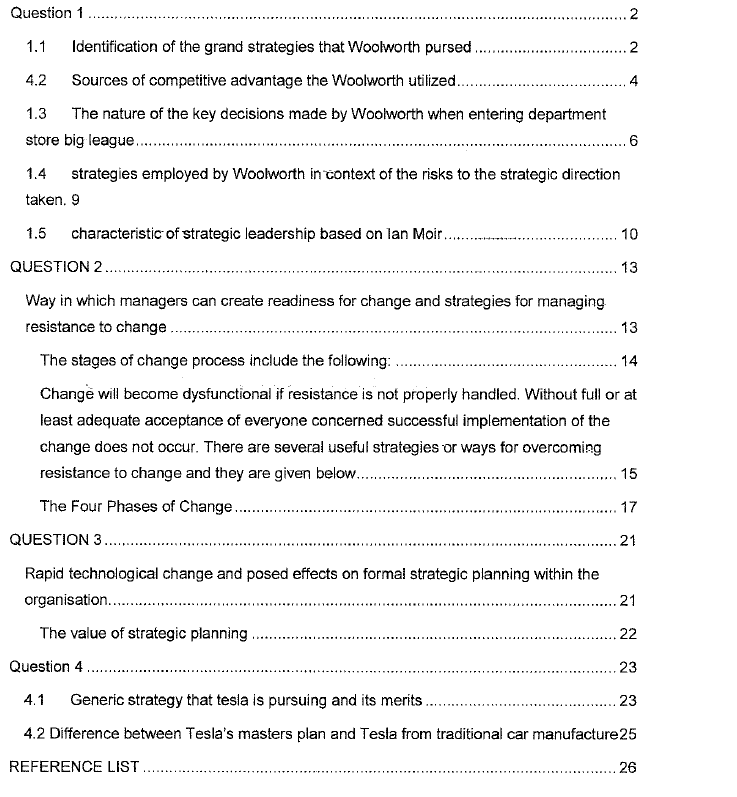 Question 1 ........ 2
1.1 Identification of the grand strategies that Woolworth pursed ........ 2
4.2 Sources of competitive advantage the Woolworth utilized ........ 4
1.3 The nature of the key decisions made by Woolworth when entering department
store big league ........ 6
1.4 strategies employed by Woolworth in context of the risks to the strategic direction
taken. 9
1.5 characteristic of strategic leadership based on Ian Moir ........ 10
QUESTION 2 ........ 13
Way in which managers can create readiness for change and strategies for managing
resistance to change ........ 13
The stages of change process include the following: ........ 14
Change will become dysfunctional if resistance is not properly handled. Without full or at
least adequate acceptance of everyone concerned successful implementation of the
change does not occur. There are several useful strategies or ways for overcoming
resistance to change and they are given below ........ 15
The Four Phases of Change ........ 17
QUESTION 3 ........ 21
Rapid technological change and posed effects on formal strategic planning within the
organisation ........ 21
The value of strategic planning ........ 22
Question 4 ........ 23
4.1 Generic strategy that tesla is pursuing and its merits ........ 23
4.2 Difference between Tesla's masters plan and Tesla from traditional car manufacture25
REFERENCE LIST ........ 26